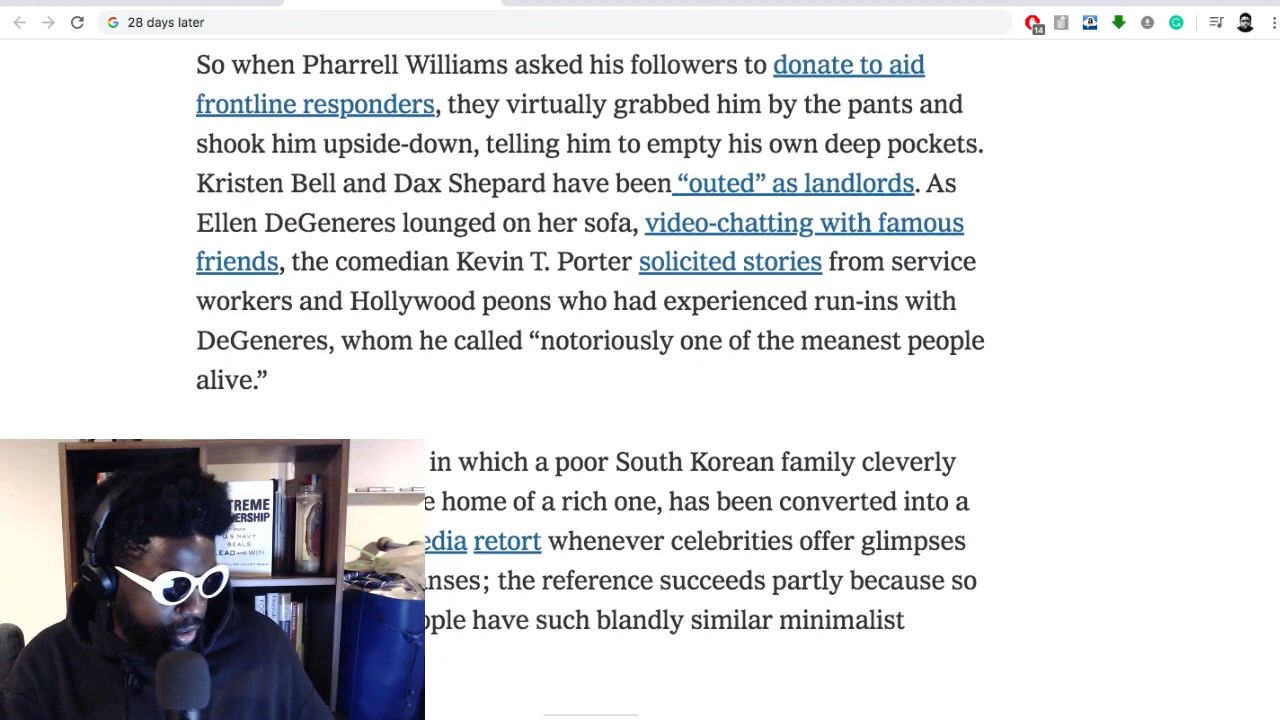 28 days later
14
So when Pharrell Williams asked his followers to donate to aid
frontline responders, they virtually grabbed him by the pants and
shook him upside-down, telling him to empty his own deep pockets.
Kristen Bell and Dax Shepard have been “outed” as landlords. As
Ellen DeGeneres lounged on her sofa, video-chatting with famous
friends, the comedian Kevin T. Porter solicited stories from service
workers and Hollywood peons who had experienced run-ins with
DeGeneres, whom he called “notoriously one of the meanest people
alive.”
in which a poor South Korean family cleverly
home of a rich one, has been converted into a
retort whenever celebrities offer glimpses
the reference succeeds partly because so
have such blandly similar minimalist
U.S. NAVY
SEALS
LEAD AND WIN